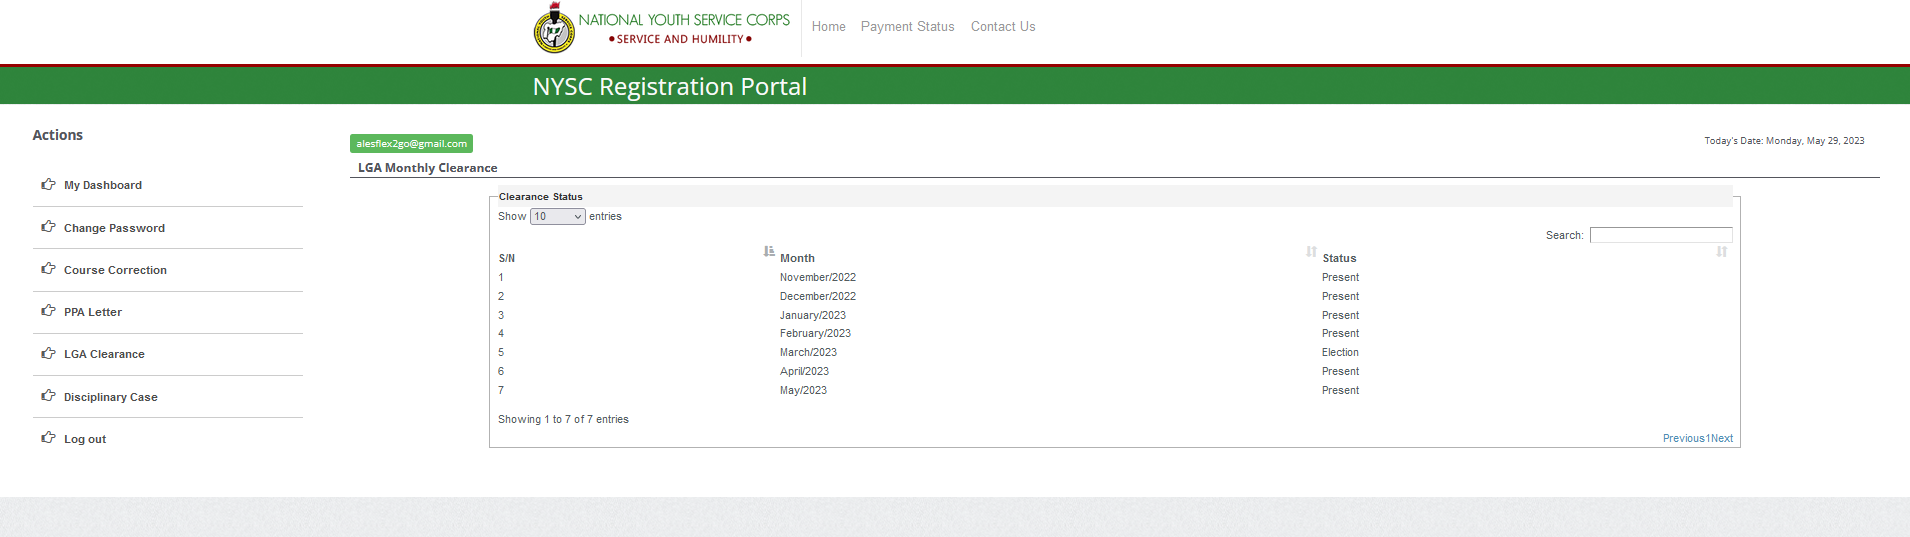 NATIONAL YOUTH SERVICE CORPS
•SERVICE AND HUMILITY•
Home Payment Status Contact Us
NYSC Registration Portal
Actions
My Dashboard
Change Password
Course Correction
PPA Letter
LGA Clearance
Disciplinary Case
Log out
alesflex2go@gmail.com
Today's Date: Monday, May 29, 2023
LGA Monthly Clearance
Clearance Status
Show 10 entries
Search:
S/N Month Status
1 November/2022 Present
2 December/2022 Present
3 January/2023 Present
4 February/2023 Present
5 March/2023 Election
6 April/2023 Present
7 May/2023 Present
Showing 1 to 7 of 7 entries
Previous1Next